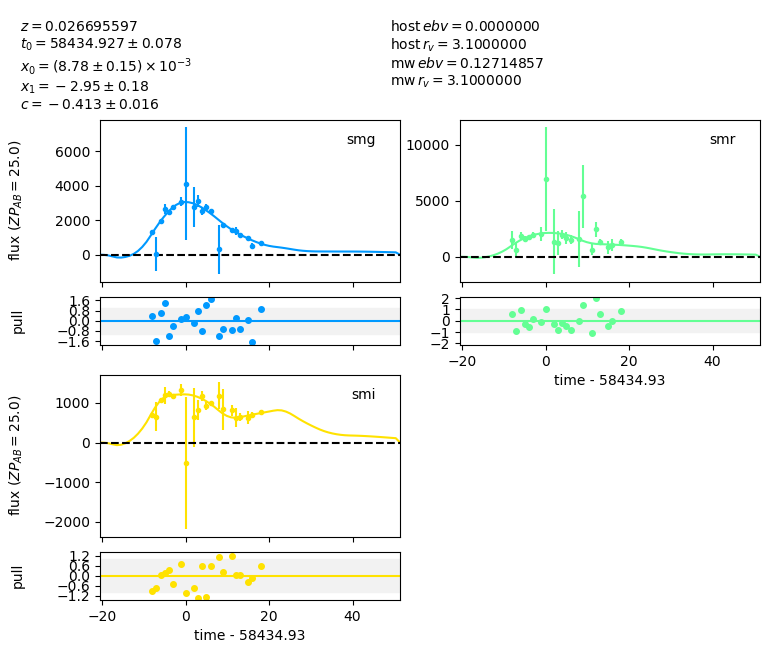 z = 0.026695597
t₀ = 58434.927 ± 0.078
x₀ = (8.78 ± 0.15) × 10⁻³
x₁ = −2.95 ± 0.18
c = −0.413 ± 0.016
host ebv = 0.0000000
host r_v = 3.1000000
mw ebv = 0.12714857
mw r_v = 3.1000000
smg
flux (ZP_AB = 25.0)
6000
4000
2000
0
pull
1.6
0.8
0.0
−0.8
−1.6
smr
10000
5000
0
2
1
0
−1
−2
−20 0 20 40
time - 58434.93
smi
flux (ZP_AB = 25.0)
1000
0
−1000
−2000
pull
1.2
0.6
0.0
−0.6
−1.2
−20 0 20 40
time - 58434.93